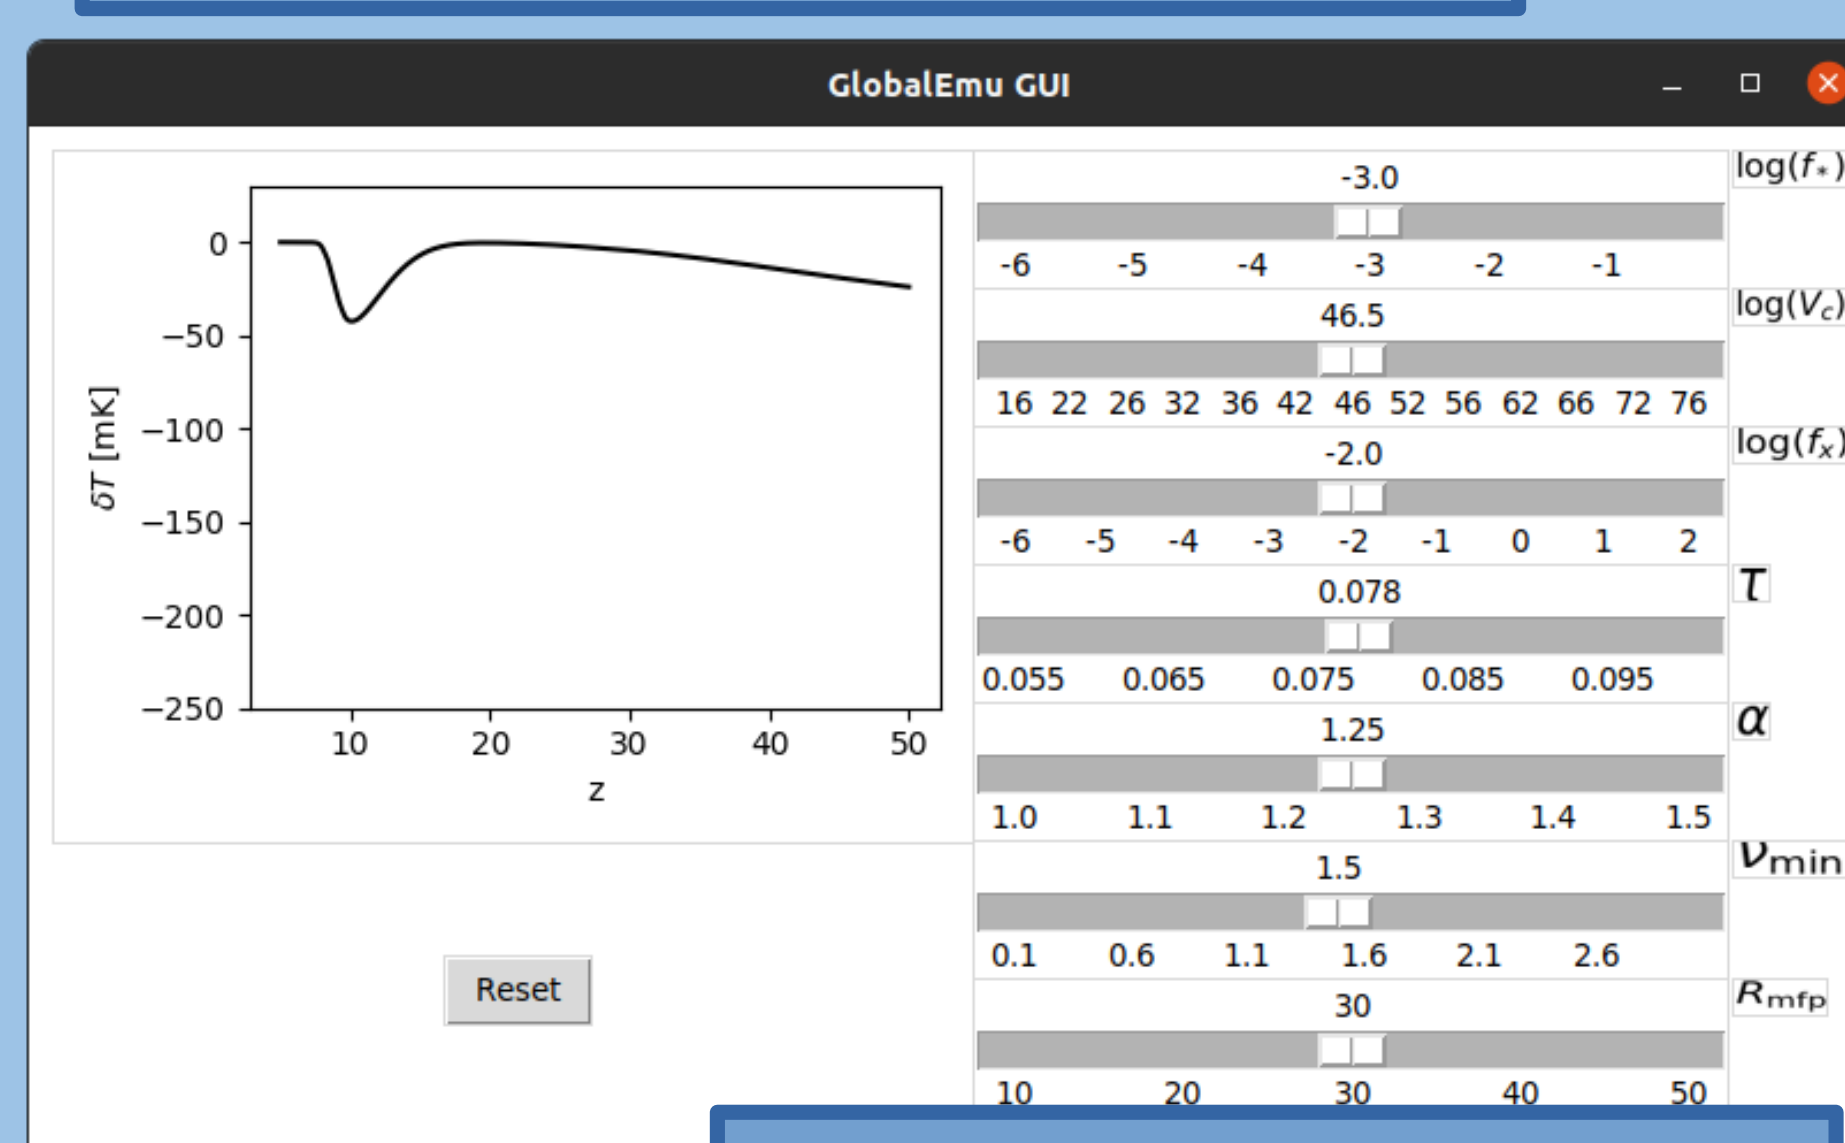 GlobalEmu GUI
0
−50
−100
−150
−200
−250
δT [mK]
10 20 30 40 50
z
Reset
-3.0
log(f*)
-6 -5 -4 -3 -2 -1
46.5
log(Vc)
16 22 26 32 36 42 46 52 56 62 66 72 76
-2.0
log(fx)
-6 -5 -4 -3 -2 -1 0 1 2
0.078
τ
0.055 0.065 0.075 0.085 0.095
1.25
α
1.0 1.1 1.2 1.3 1.4 1.5
1.5
νmin
0.1 0.6 1.1 1.6 2.1 2.6
30
Rmfp
10 20 30 40 50